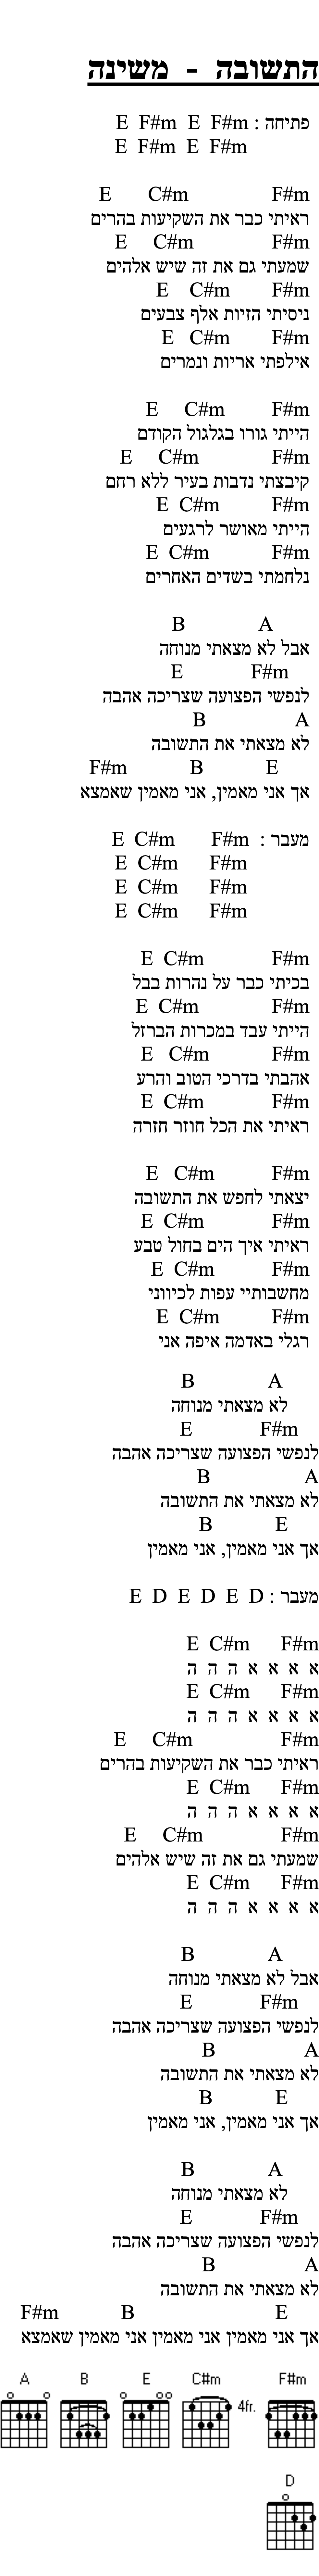 התשובה - משינה
פתיחה : E F#m E F#m
E F#m E F#m
E C#m F#m
ראיתי כבר את השקיעות בהרים
E C#m F#m
שמעתי גם את זה שיש אלהים
E C#m F#m
ניסיתי הזיות אלף צבעים
E C#m F#m
אילפתי אריות ונמרים
E C#m F#m
הייתי גורו בגלגול הקודם
E C#m F#m
קיבצתי נדבות בעיר ללא רחם
E C#m F#m
הייתי מאושר לרגעים
E C#m F#m
נלחמתי בשדים האחרים
B A
אבל לא מצאתי מנוחה
E F#m
לנפשי הפצועה שצריכה אהבה
B A
לא מצאתי את התשובה
F#m B E
אך אני מאמין, אני מאמין שאמצא
מעבר : E C#m F#m
E C#m F#m
E C#m F#m
E C#m F#m
E C#m F#m
בכיתי כבר על נהרות בבל
E C#m F#m
הייתי עבד במכרות הברזל
E C#m F#m
אהבתי בדרכי הטוב והרע
E C#m F#m
ראיתי את הכל חוזר חזרה
E C#m F#m
יצאתי לחפש את התשובה
E C#m F#m
ראיתי איך הים בחול טבע
E C#m F#m
מחשבותיי עפות לכיווני
E C#m F#m
רגלי באדמה איפה אני
B A
לא מצאתי מנוחה
E F#m
לנפשי הפצועה שצריכה אהבה
B A
לא מצאתי את התשובה
B E
אך אני מאמין, אני מאמין
מעבר : E D E D E D
E C#m F#m
א א א א ה ה ה
E C#m F#m
א א א א ה ה ה
E C#m F#m
ראיתי כבר את השקיעות בהרים
E C#m F#m
א א א א ה ה ה
E C#m F#m
שמעתי גם את זה שיש אלהים
E C#m F#m
א א א א ה ה ה
B A
אבל לא מצאתי מנוחה
E F#m
לנפשי הפצועה שצריכה אהבה
B A
לא מצאתי את התשובה
B E
אך אני מאמין, אני מאמין
B A
לא מצאתי מנוחה
E F#m
לנפשי הפצועה שצריכה אהבה
B A
לא מצאתי את התשובה
F#m B E
אך אני מאמין אני מאמין אני מאמין שאמצא
A B E C#m F#m
4fr.
D